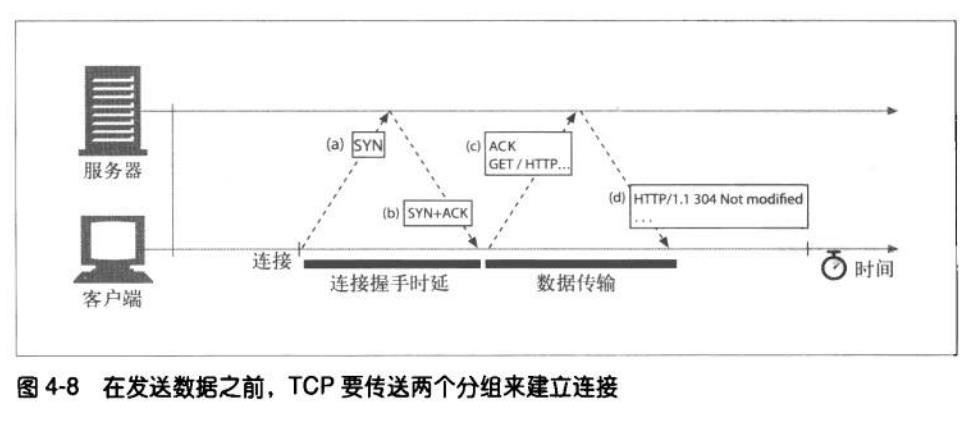 服务器
(a) SYN
(b) SYN+ACK
(c) ACK
GET / HTTP...
(d) HTTP/1.1 304 Not modified
...
连接
连接握手时延
数据传输
时间
客户端
图 4-8 在发送数据之前，TCP 要传送两个分组来建立连接